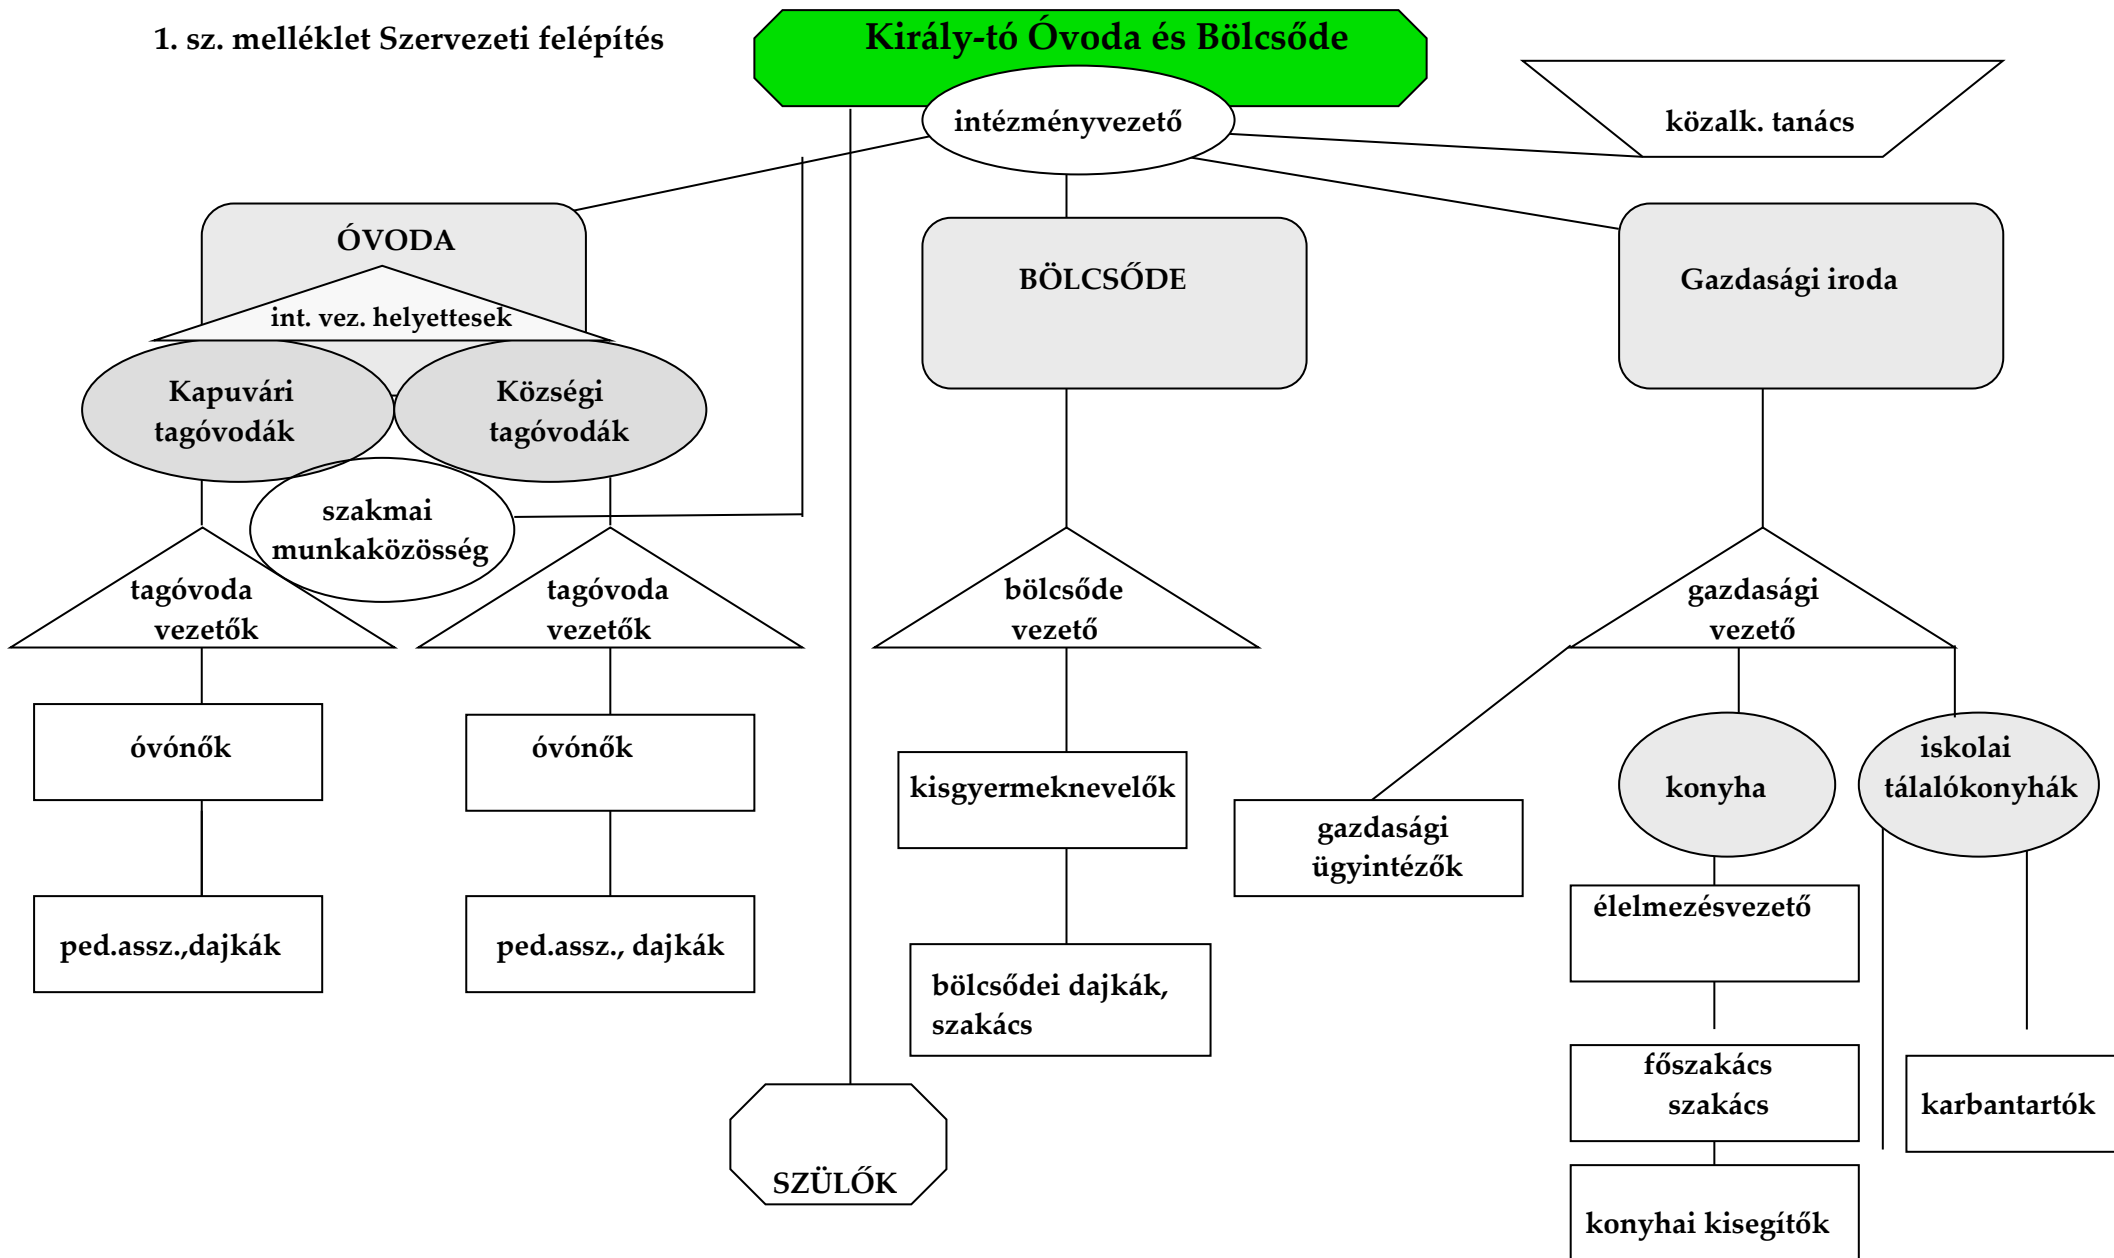 1. sz. melléklet Szervezeti felépítés
Király-tó Óvoda és Bölcsőde
intézményvezető
közalk. tanács
ÓVODA
int. vez. helyettesek
Kapuvári
tagóvodák
Községi
tagóvodák
szakmai
munkaközösség
tagóvoda
vezetők
tagóvoda
vezetők
óvónők
óvónők
ped.assz.,dajkák
ped.assz., dajkák
SZÜLŐK
BÖLCSŐDE
bölcsőde
vezető
kisgyermeknevelők
bölcsődei dajkák,
szakács
Gazdasági iroda
gazdasági
vezető
gazdasági
ügyintézők
konyha
iskolai
tálalókonyhák
élelmezésvezető
főszakács
szakács
karbantartók
konyhai kisegítők